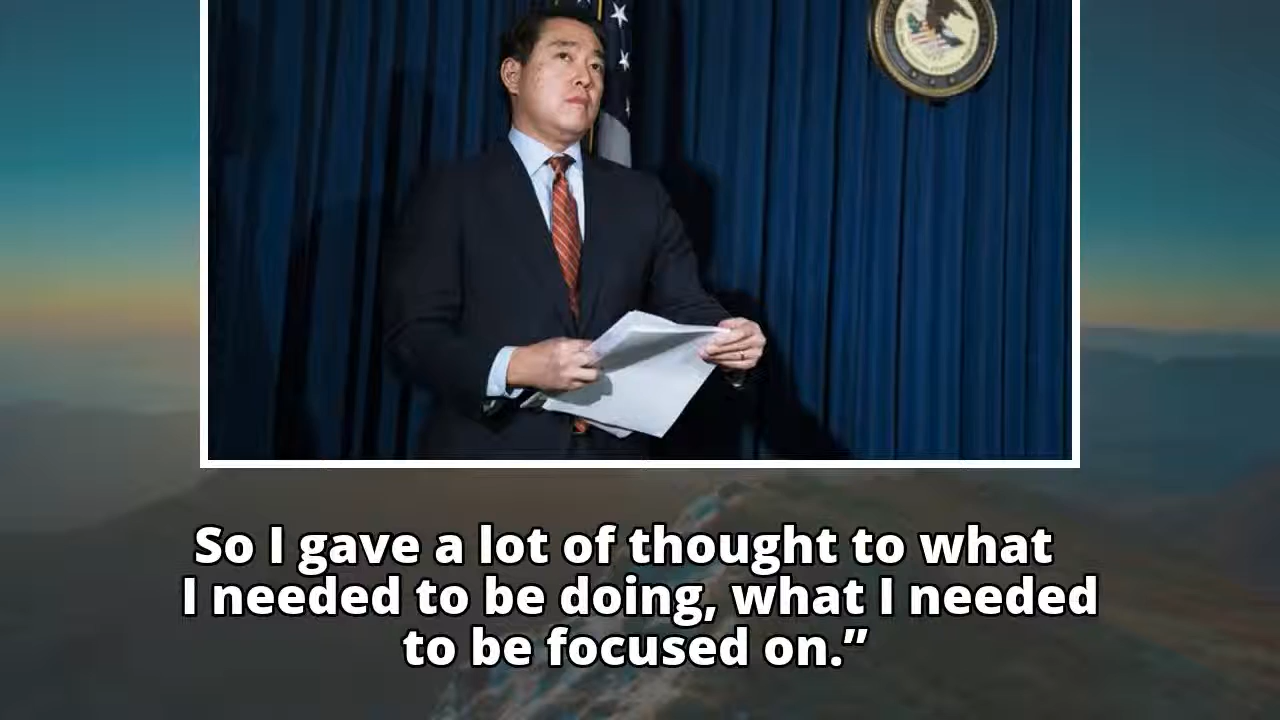 So I gave a lot of thought to what
I needed to be doing, what I needed
to be focused on.”